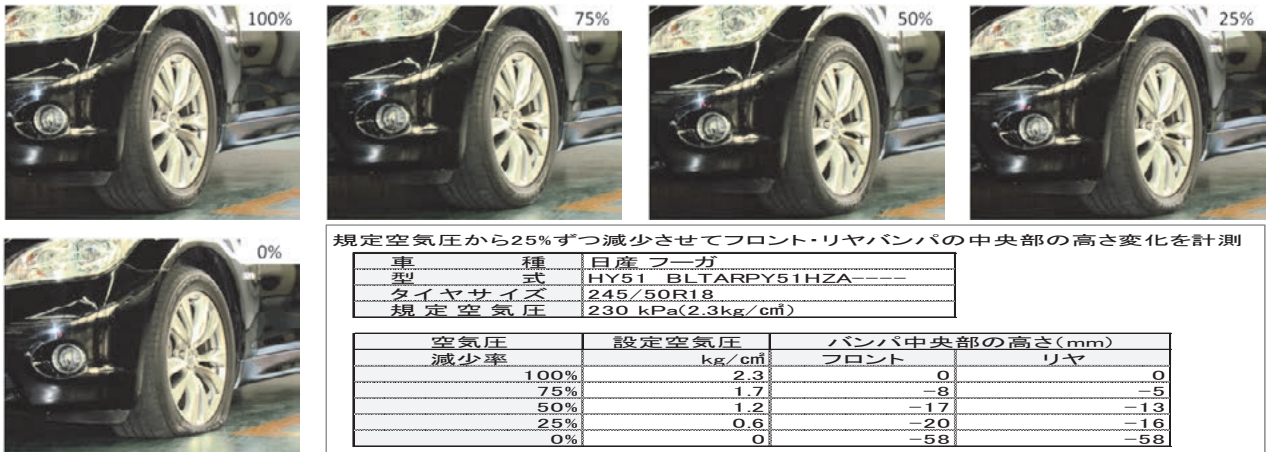 100%
75%
50%
25%
0%
規定空気圧から25%ずつ減少させてフロント・リヤバンパの中央部の高さ変化を計測
車種 日産 フーガ
型式 HY51 BLTARPY51HZA----
タイヤサイズ 245/50R18
規定空気圧 230 kPa(2.3kg/c㎡)
空気圧 設定空気圧 バンパ中央部の高さ(mm)
減少率 kg/c㎡ フロント リヤ
100% 2.3 0 0
75% 1.7 -8 -5
50% 1.2 -17 -13
25% 0.6 -20 -16
0% 0 -58 -58